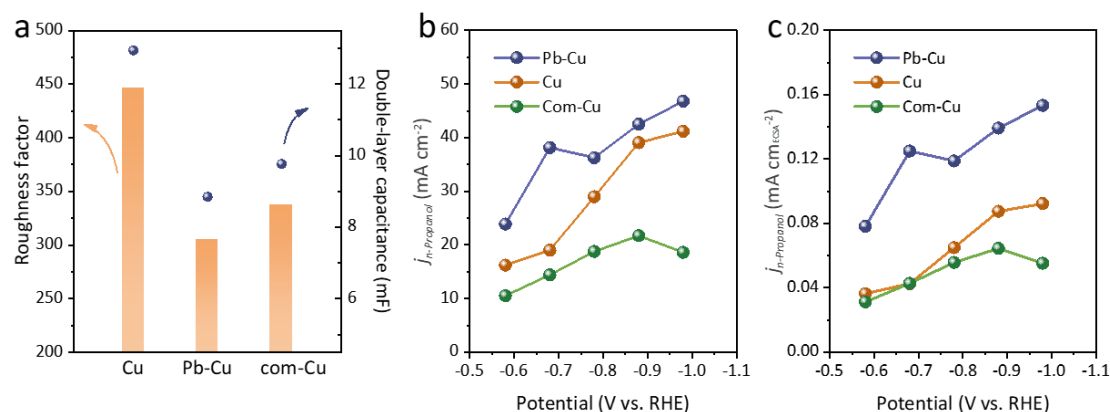 a
500
450
400
350
300
250
200
Roughness factor
Cu Pb-Cu com-Cu
12
10
8
6
Double-layer capacitance (mF)
b
60
50
40
30
20
10
0
j n-Propanol (mA cm⁻²)
Pb-Cu
Cu
Com-Cu
-0.5 -0.6 -0.7 -0.8 -0.9 -1.0 -1.1
Potential (V vs. RHE)
c
0.20
0.16
0.12
0.08
0.04
0.00
j n-Propanol (mA cm ECSA⁻²)
Pb-Cu
Cu
Com-Cu
-0.5 -0.6 -0.7 -0.8 -0.9 -1.0 -1.1
Potential (V vs. RHE)